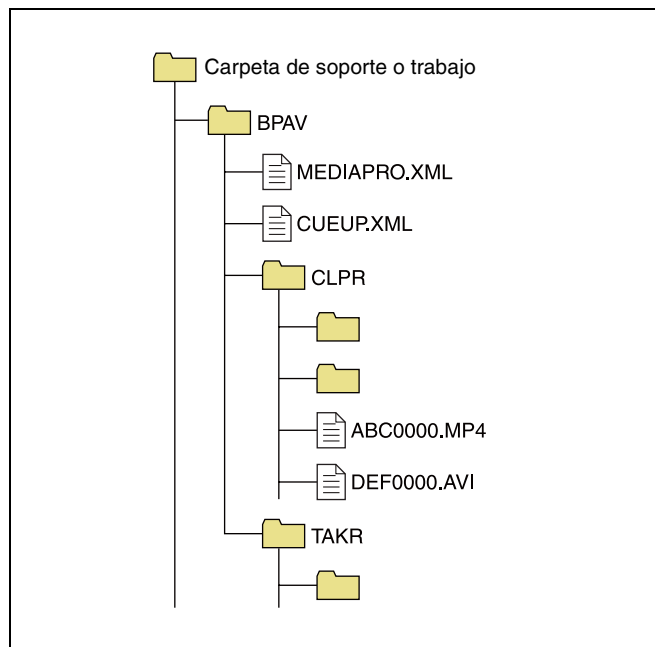 Carpeta de soporte o trabajo
BPAV
MEDIAPRO.XML
CUEUP.XML
CLPR
ABC0000.MP4
DEF0000.AVI
TAKR